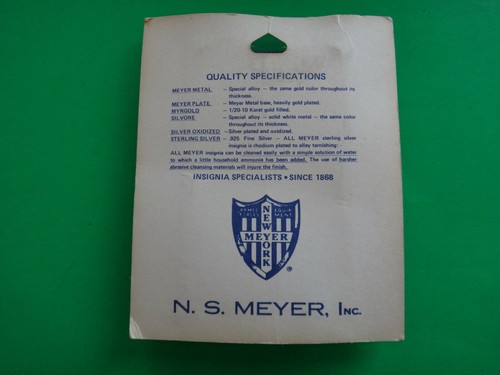 QUALITY SPECIFICATIONS
MEYER METAL – Special alloy – the same gold color throughout its
thickness.
MEYER PLATE – Meyer Metal base, heavily gold plated.
MYRGOLD – 1/20-10 Karat gold filled.
SILVORE – Special alloy – solid white metal – the same color
throughout its thickness.
SILVER OXIDIZED – Silver plated and oxidized.
STERLING SILVER – .925 Fine Silver – ALL MEYER sterling silver
insignia is rhodium plated to alley tarnishing:
ALL MEYER insignia can be cleaned easily with a simple solution of water
to which a little household ammonia has been added. The use of harsher
abrasive cleansing materials will injure the finish.
INSIGNIA SPECIALISTS • SINCE 1868
NEW YORK
MEYER
®
N. S. MEYER, INC.